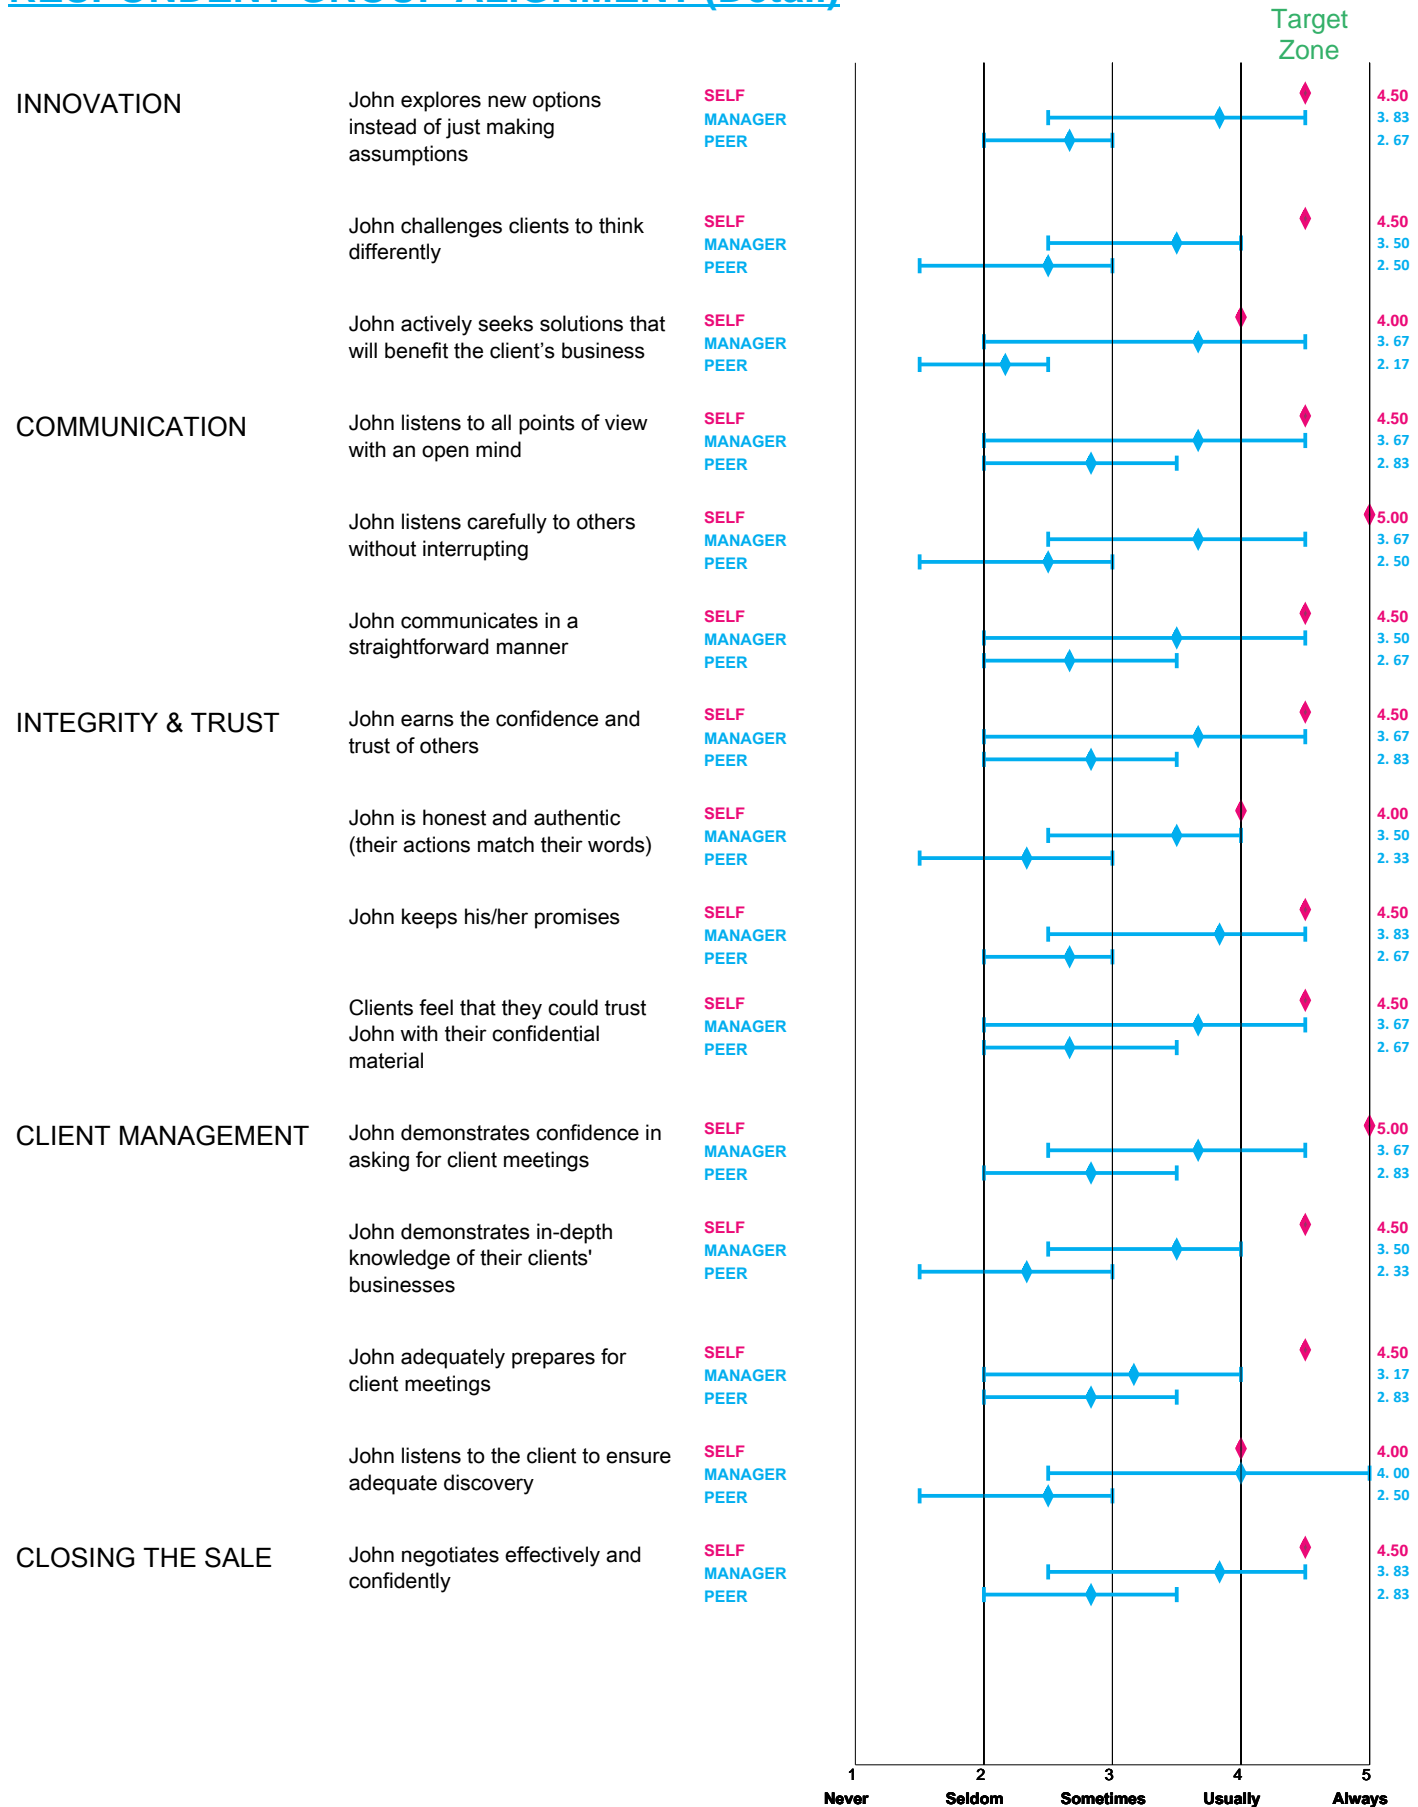 RESPONDENT GROUP ALIGNMENT (Detail)
Target
Zone
INNOVATION
John explores new options
instead of just making
assumptions
SELF 4.50
MANAGER 3. 83
PEER 2. 67
John challenges clients to think
differently
SELF 4.50
MANAGER 3. 50
PEER 2. 50
John actively seeks solutions that
will benefit the client’s business
SELF 4.00
MANAGER 3. 67
PEER 2. 17
COMMUNICATION
John listens to all points of view
with an open mind
SELF 4.50
MANAGER 3. 67
PEER 2. 83
John listens carefully to others
without interrupting
SELF 5.00
MANAGER 3. 67
PEER 2. 50
John communicates in a
straightforward manner
SELF 4.50
MANAGER 3. 50
PEER 2. 67
INTEGRITY & TRUST
John earns the confidence and
trust of others
SELF 4.50
MANAGER 3. 67
PEER 2. 83
John is honest and authentic
(their actions match their words)
SELF 4.00
MANAGER 3. 50
PEER 2. 33
John keeps his/her promises
SELF 4.50
MANAGER 3. 83
PEER 2. 67
Clients feel that they could trust
John with their confidential
material
SELF 4.50
MANAGER 3. 67
PEER 2. 67
CLIENT MANAGEMENT
John demonstrates confidence in
asking for client meetings
SELF 5.00
MANAGER 3. 67
PEER 2. 83
John demonstrates in-depth
knowledge of their clients'
businesses
SELF 4.50
MANAGER 3. 50
PEER 2. 33
John adequately prepares for
client meetings
SELF 4.50
MANAGER 3. 17
PEER 2. 83
John listens to the client to ensure
adequate discovery
SELF 4.00
MANAGER 4. 00
PEER 2. 50
CLOSING THE SALE
John negotiates effectively and
confidently
SELF 4.50
MANAGER 3. 83
PEER 2. 83
1 2 3 4 5
Never Seldom Sometimes Usually Always